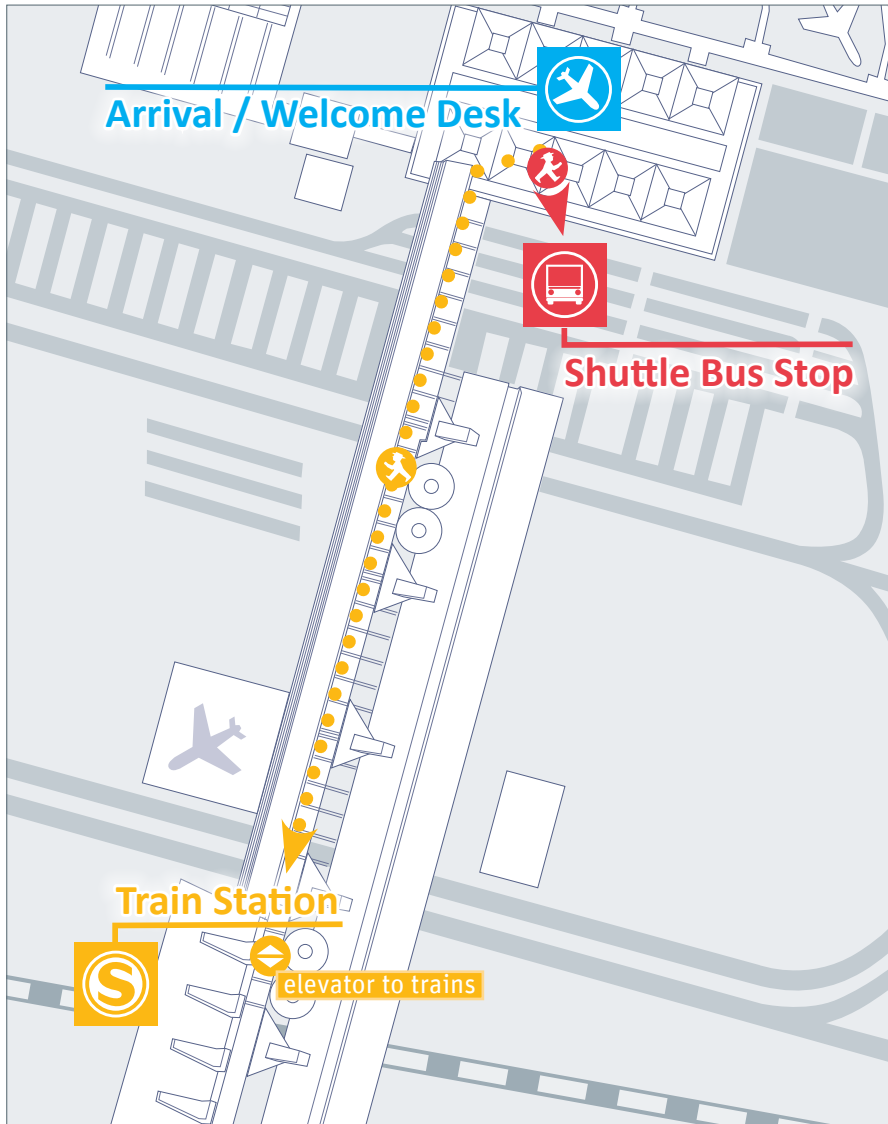 Arrival / Welcome Desk
Shuttle Bus Stop
Train Station
S
elevator to trains